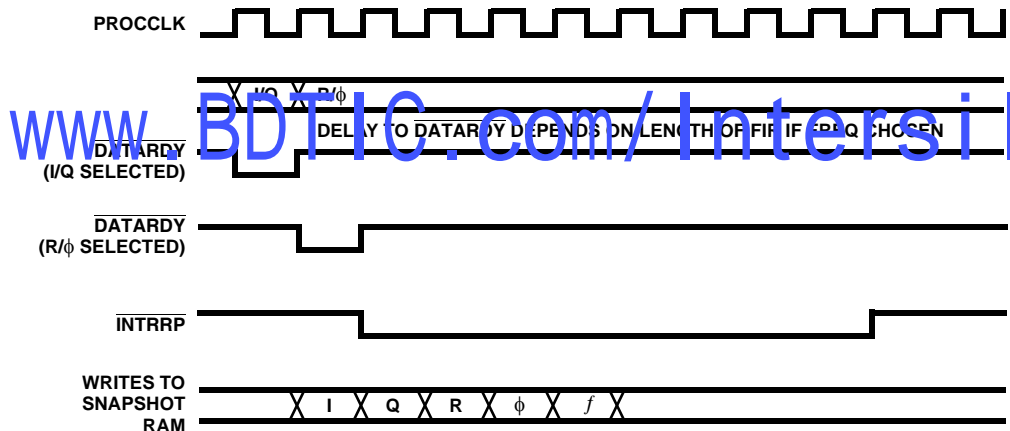 PROCCLK
I/Q R/ϕ
DELAY TO DATARDY DEPENDS ON LENGTH OF FIR IF FREQ CHOSEN
www.BDTIC.com/Intersil
DATARDY
(I/Q SELECTED)
DATARDY
(R/ϕ SELECTED)
INTRRP
WRITES TO
SNAPSHOT
RAM
I Q R ϕ f